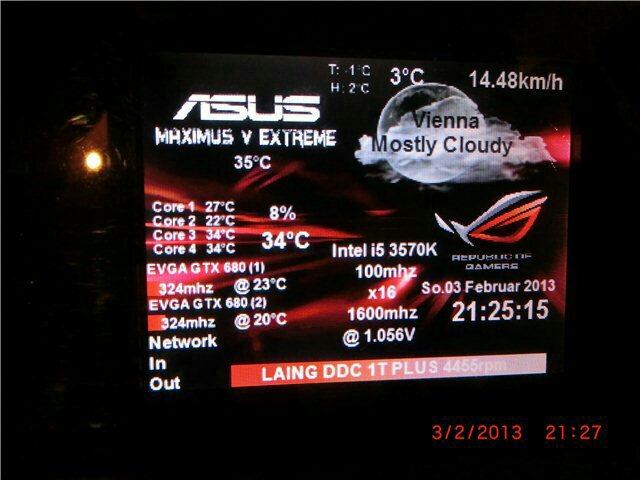 T: -1°C
H: 2°C
3°C
14.48km/h
ASUS
MAXIMUS V EXTREME
35°C
Vienna
Mostly Cloudy
Core 1 27°C
Core 2 22°C
Core 3 34°C
Core 4 34°C
8%
34°C
REPUBLIC OF
GAMERS
EVGA GTX 680 (1)
324mhz @ 23°C
EVGA GTX 680 (2)
324mhz @ 20°C
Intel i5 3570K
100mhz
x16
1600mhz
@ 1.056V
So.03 Februar 2013
21:25:15
Network
In
Out
LAING DDC 1T PLUS 4455rpm
3/2/2013 21:27